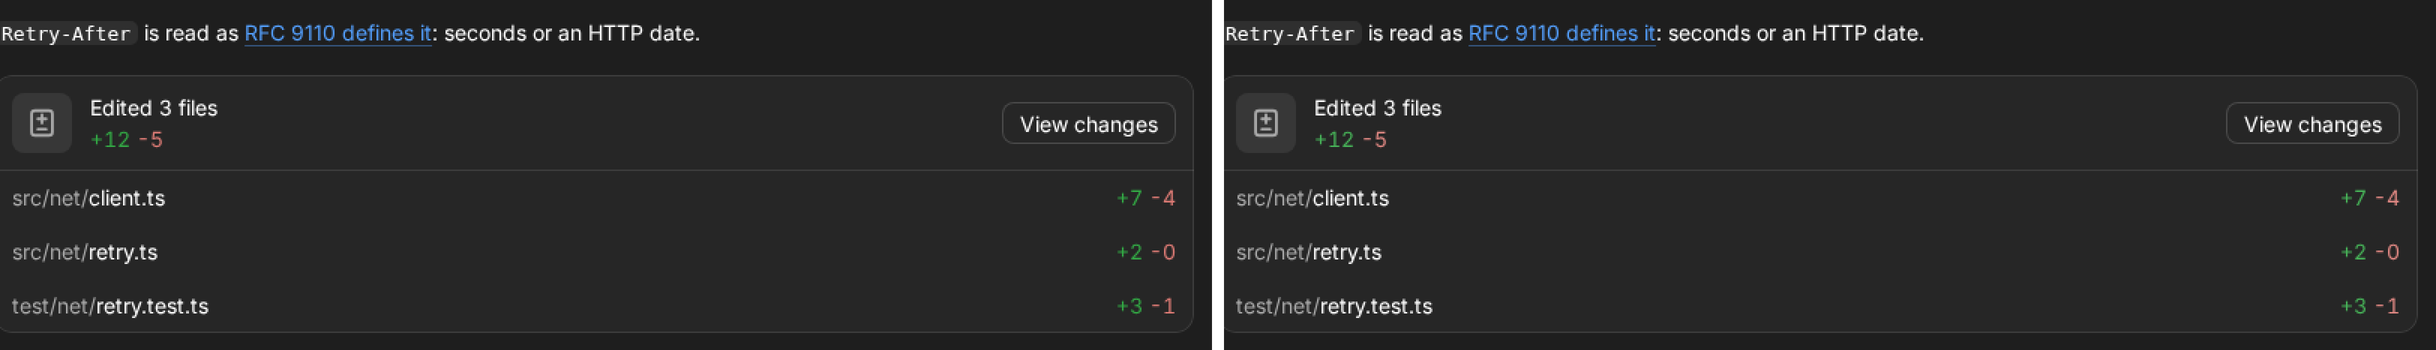 Retry-After is read as RFC 9110 defines it: seconds or an HTTP date.
Edited 3 files
+12 -5
View changes
src/net/client.ts +7 -4
src/net/retry.ts +2 -0
test/net/retry.test.ts +3 -1
Retry-After is read as RFC 9110 defines it: seconds or an HTTP date.
Edited 3 files
+12 -5
View changes
src/net/client.ts +7 -4
src/net/retry.ts +2 -0
test/net/retry.test.ts +3 -1